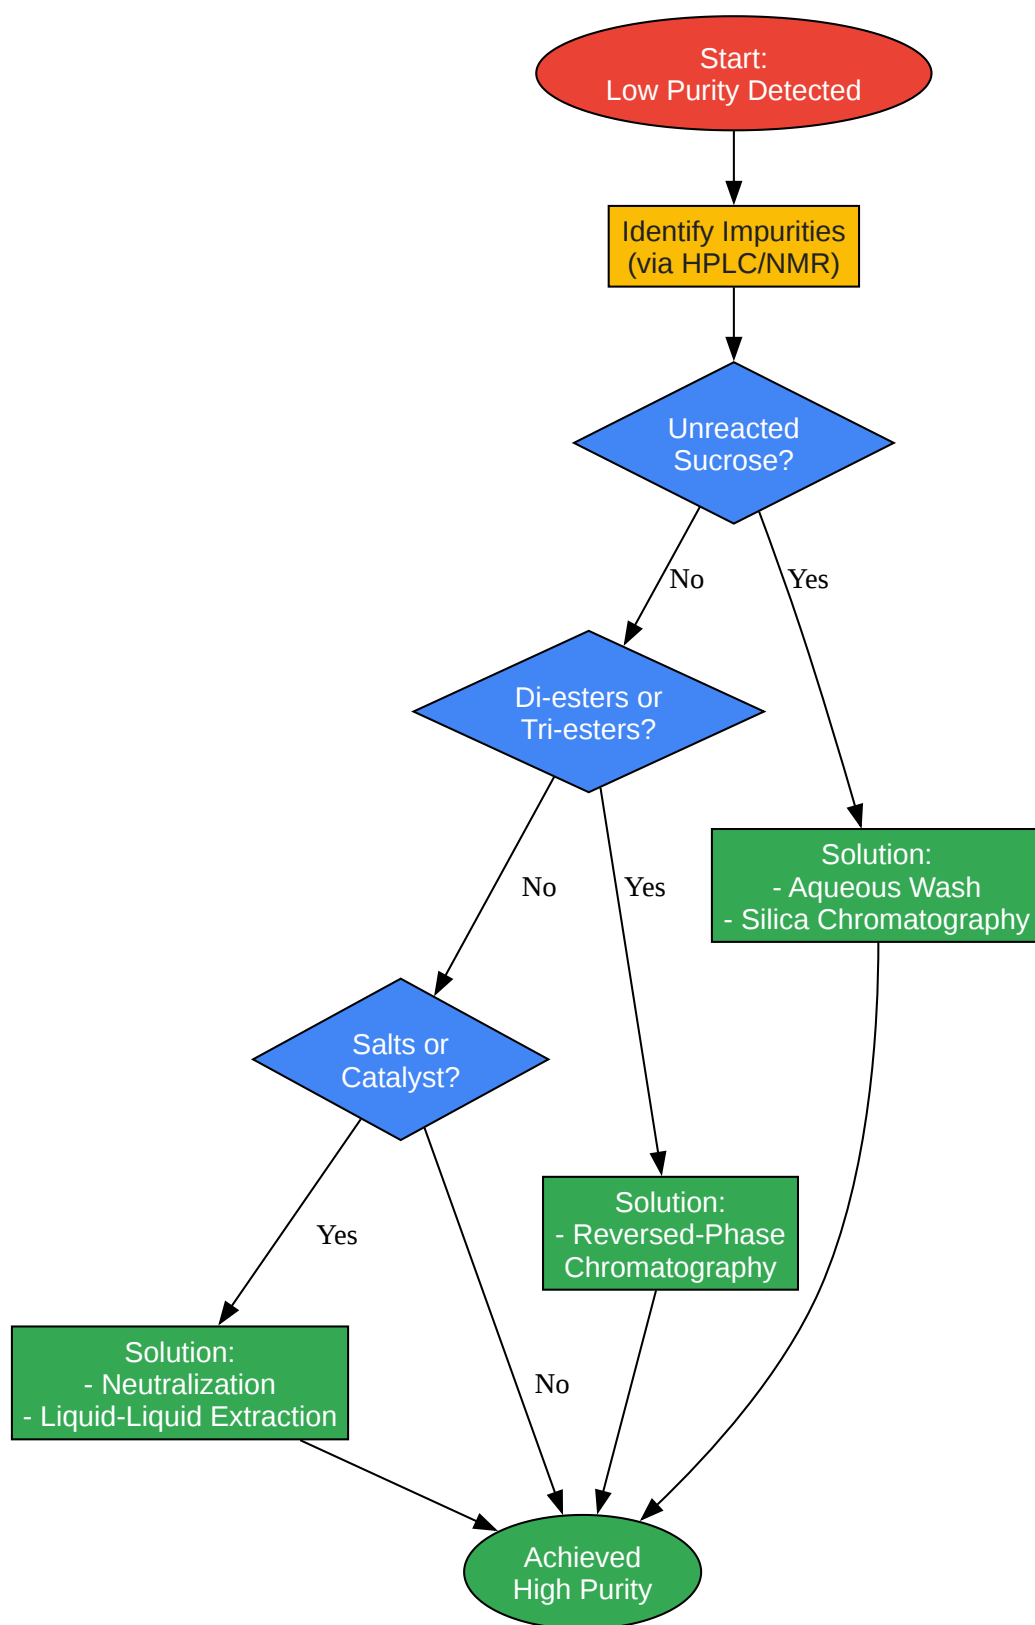 Start:
Low Purity Detected
Identify Impurities
(via HPLC/NMR)
Unreacted
Sucrose?
No
Yes
Di-esters or
Tri-esters?
No
Yes
Solution:
- Aqueous Wash
- Silica Chromatography
Salts or
Catalyst?
Yes
No
Solution:
- Reversed-Phase
Chromatography
Solution:
- Neutralization
- Liquid-Liquid Extraction
Achieved
High Purity